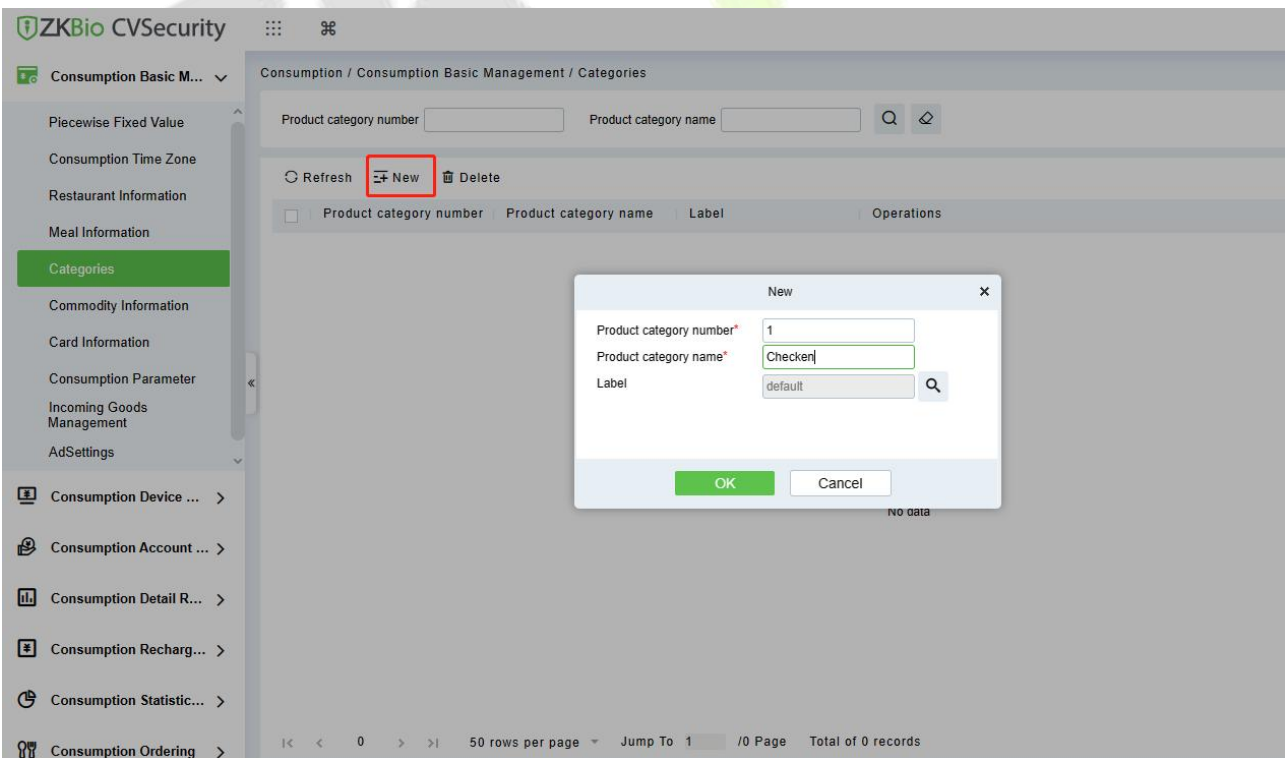 ZKBio CVSecurity
Consumption Basic M...
Consumption / Consumption Basic Management / Categories
Piecewise Fixed Value
Consumption Time Zone
Restaurant Information
Meal Information
Categories
Commodity Information
Card Information
Consumption Parameter
Incoming Goods
Management
AdSettings
Consumption Device ...
Consumption Account ...
Consumption Detail R...
Consumption Recharg...
Consumption Statistic...
Consumption Ordering
Product category number Product category name
Refresh New Delete
Product category number Product category name Label Operations
New
Product category number* 1
Product category name* Checken
Label default
OK Cancel
No data
0 50 rows per page Jump To 1 /0 Page Total of 0 records